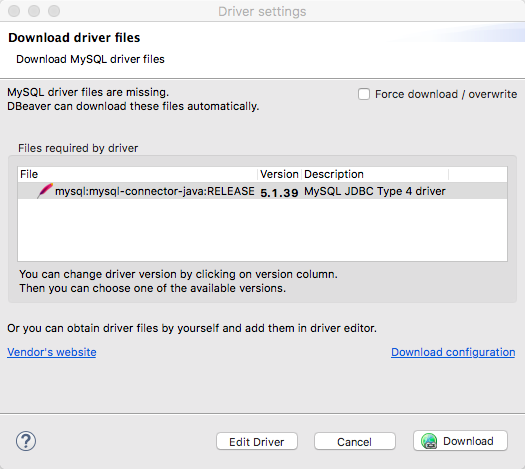 Driver settings
Download driver files
Download MySQL driver files
MySQL driver files are missing.
DBeaver can download these files automatically.
Force download / overwrite
Files required by driver
File Version Description
mysql:mysql-connector-java:RELEASE 5.1.39 MySQL JDBC Type 4 driver
You can change driver version by clicking on version column.
Then you can choose one of the available versions.
Or you can obtain driver files by yourself and add them in driver editor.
Vendor's website Download configuration
? Edit Driver Cancel Download